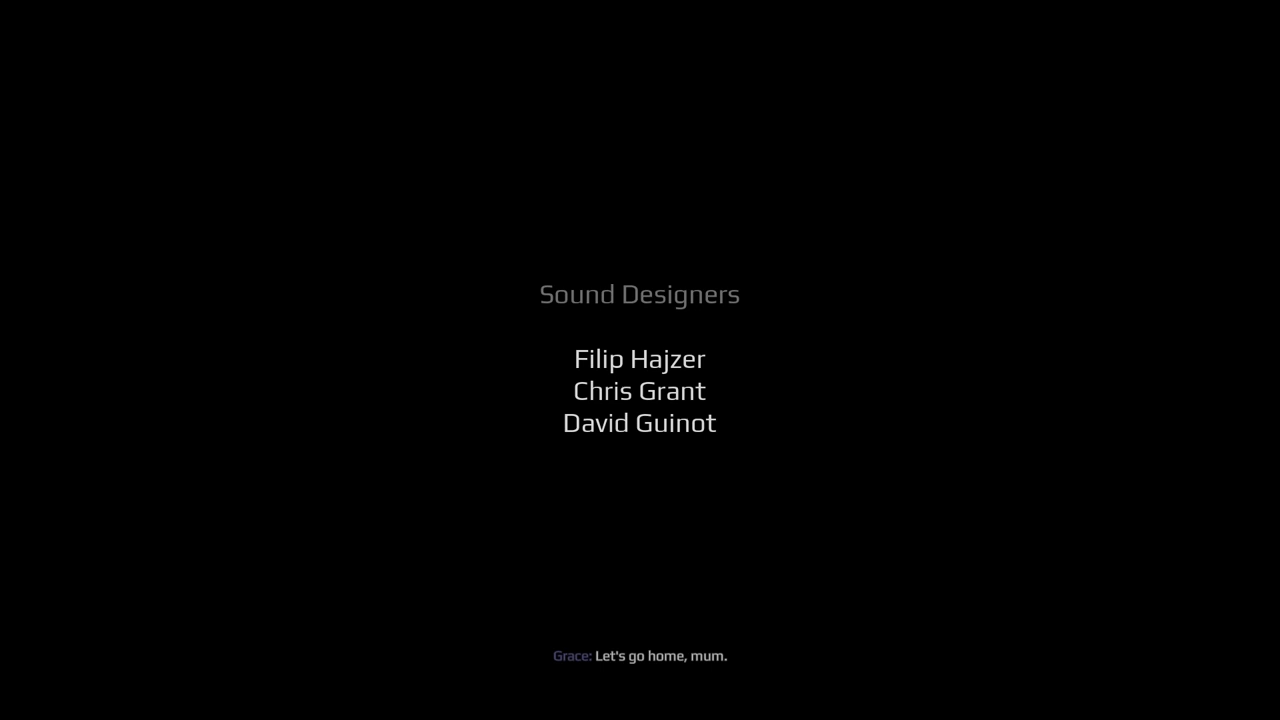 Sound Designers
Filip Hajzer
Chris Grant
David Guinot
Grace: Let's go home, mum.